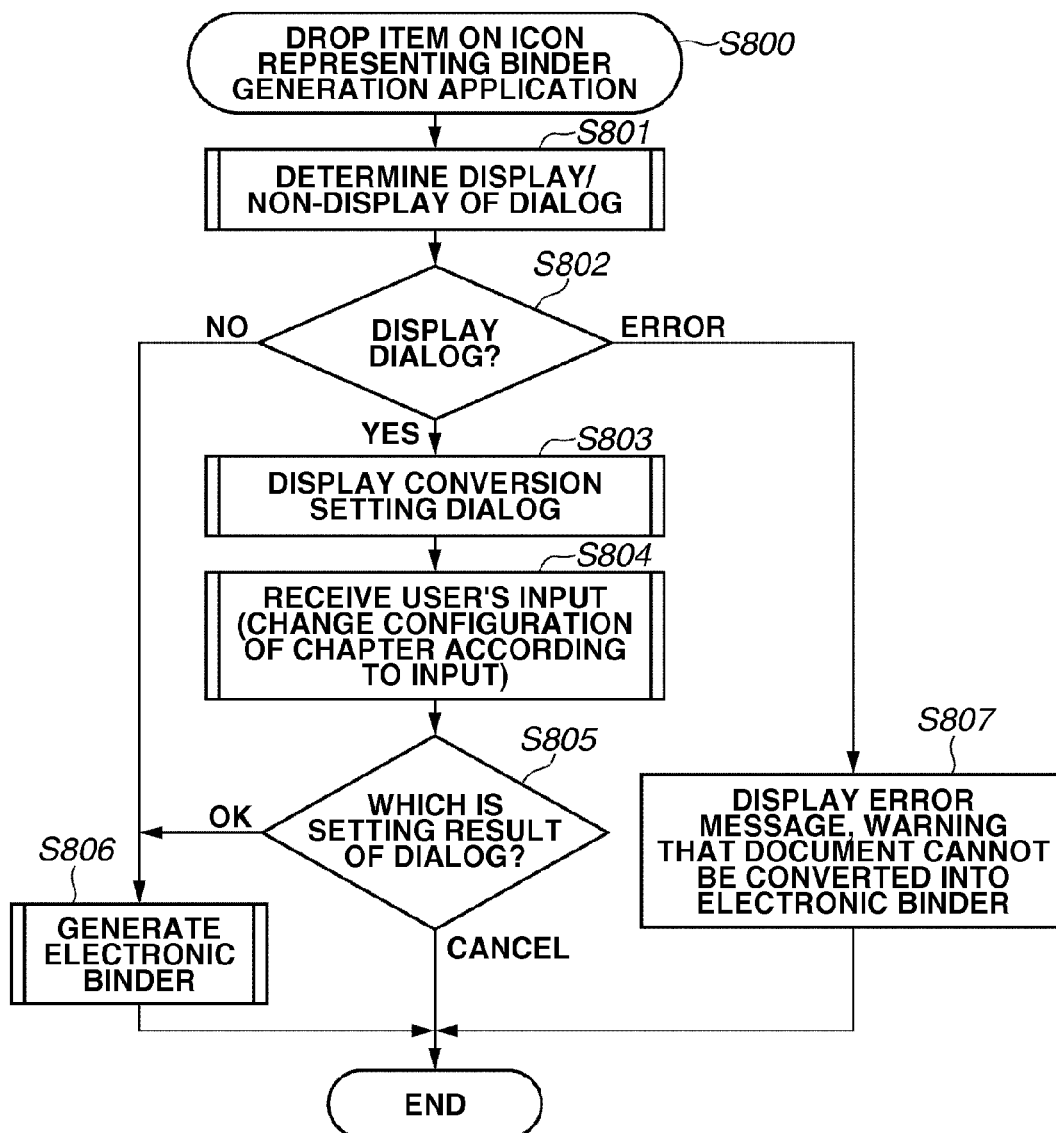 DROP ITEM ON ICON
REPRESENTING BINDER
GENERATION APPLICATION
S800
S801
DETERMINE DISPLAY/
NON-DISPLAY OF DIALOG
S802
NO
DISPLAY
DIALOG?
ERROR
YES
S803
DISPLAY CONVERSION
SETTING DIALOG
S804
RECEIVE USER'S INPUT
(CHANGE CONFIGURATION
OF CHAPTER ACCORDING
TO INPUT)
S805
OK
WHICH IS
SETTING RESULT
OF DIALOG?
CANCEL
S806
GENERATE
ELECTRONIC
BINDER
S807
DISPLAY ERROR
MESSAGE, WARNING
THAT DOCUMENT CANNOT
BE CONVERTED INTO
ELECTRONIC BINDER
END